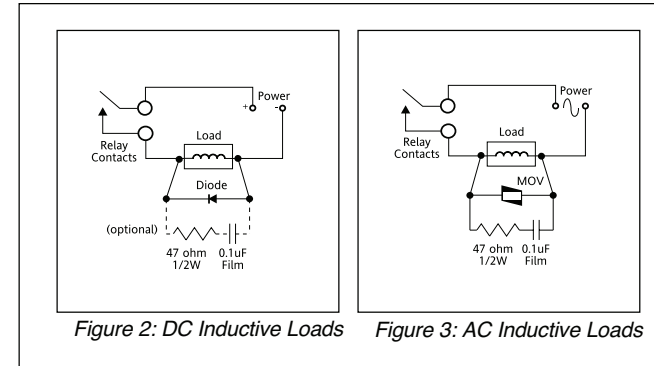 +
Power
-
Relay
Contacts
Load
Diode
(optional)
47 ohm
1/2W
0.1uF
Film
Figure 2: DC Inductive Loads
Power
Relay
Contacts
Load
MOV
47 ohm
1/2W
0.1uF
Film
Figure 3: AC Inductive Loads